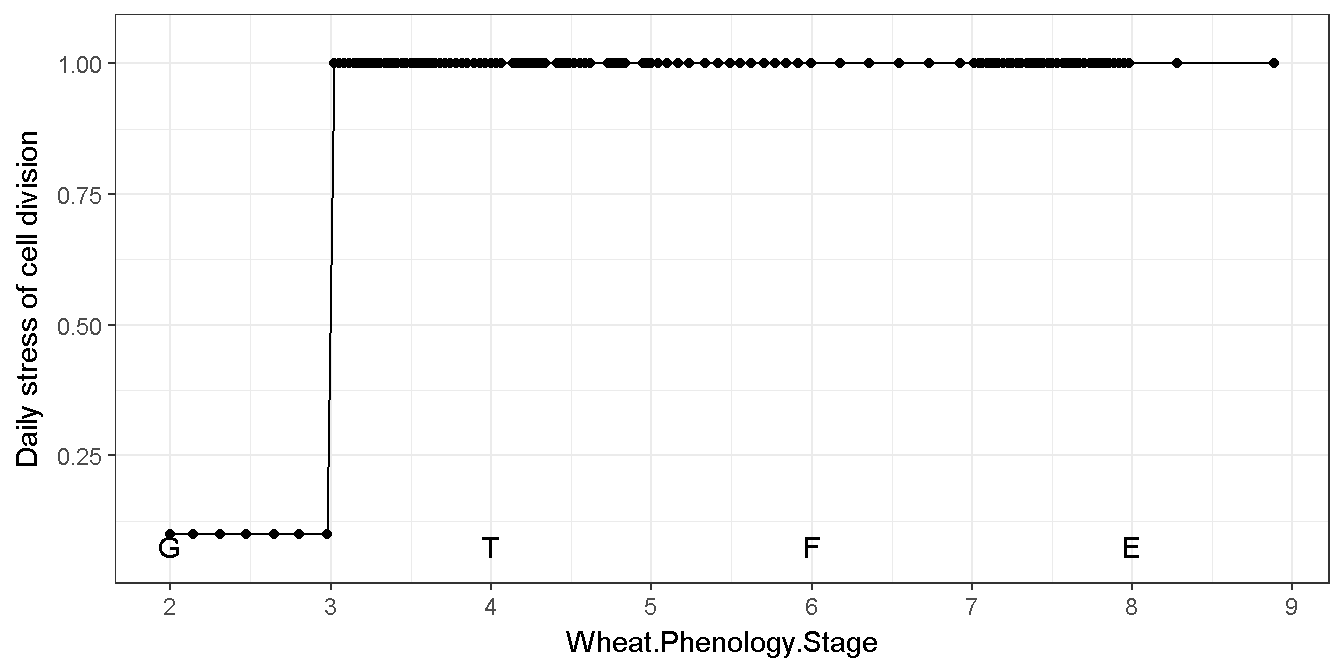 Daily stress of cell division
1.00
0.75
0.50
0.25
G T F E
2 3 4 5 6 7 8 9
Wheat.Phenology.Stage